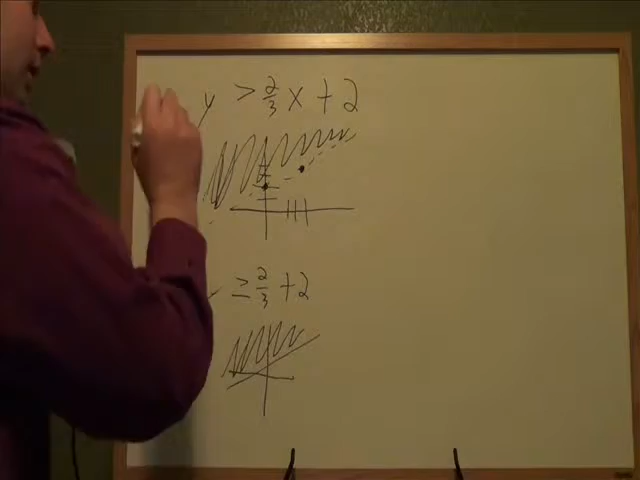 y > 2/3 x + 2
≥ 2/3 + 2